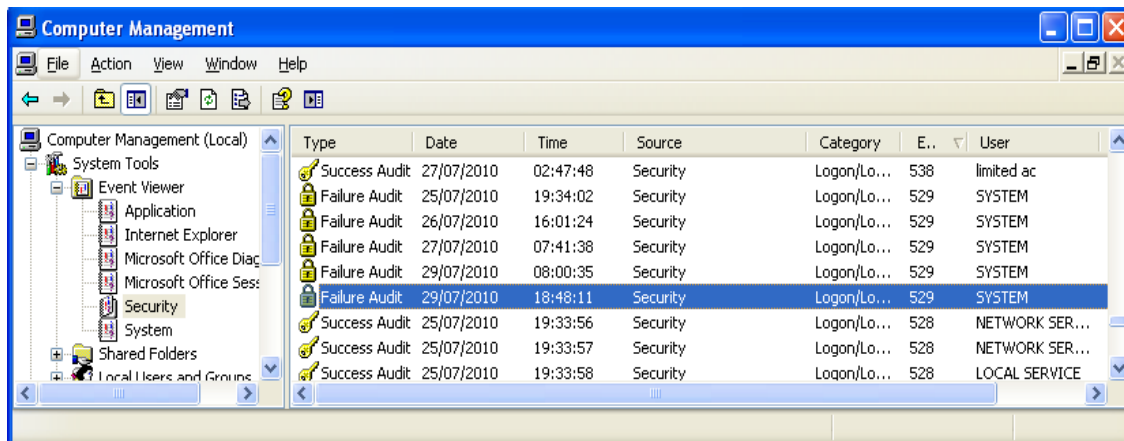 Computer Management
File Action View Window Help
Computer Management (Local)
System Tools
Event Viewer
Application
Internet Explorer
Microsoft Office Diag
Microsoft Office Sess
Security
System
Shared Folders
Local Users and Groups
Type Date Time Source Category E.. User
Success Audit 27/07/2010 02:47:48 Security Logon/Lo... 538 limited ac
Failure Audit 25/07/2010 19:34:02 Security Logon/Lo... 529 SYSTEM
Failure Audit 26/07/2010 16:01:24 Security Logon/Lo... 529 SYSTEM
Failure Audit 27/07/2010 07:41:38 Security Logon/Lo... 529 SYSTEM
Failure Audit 29/07/2010 08:00:35 Security Logon/Lo... 529 SYSTEM
Failure Audit 29/07/2010 18:48:11 Security Logon/Lo... 529 SYSTEM
Success Audit 25/07/2010 19:33:56 Security Logon/Lo... 528 NETWORK SER...
Success Audit 25/07/2010 19:33:57 Security Logon/Lo... 528 NETWORK SER...
Success Audit 25/07/2010 19:33:58 Security Logon/Lo... 528 LOCAL SERVICE